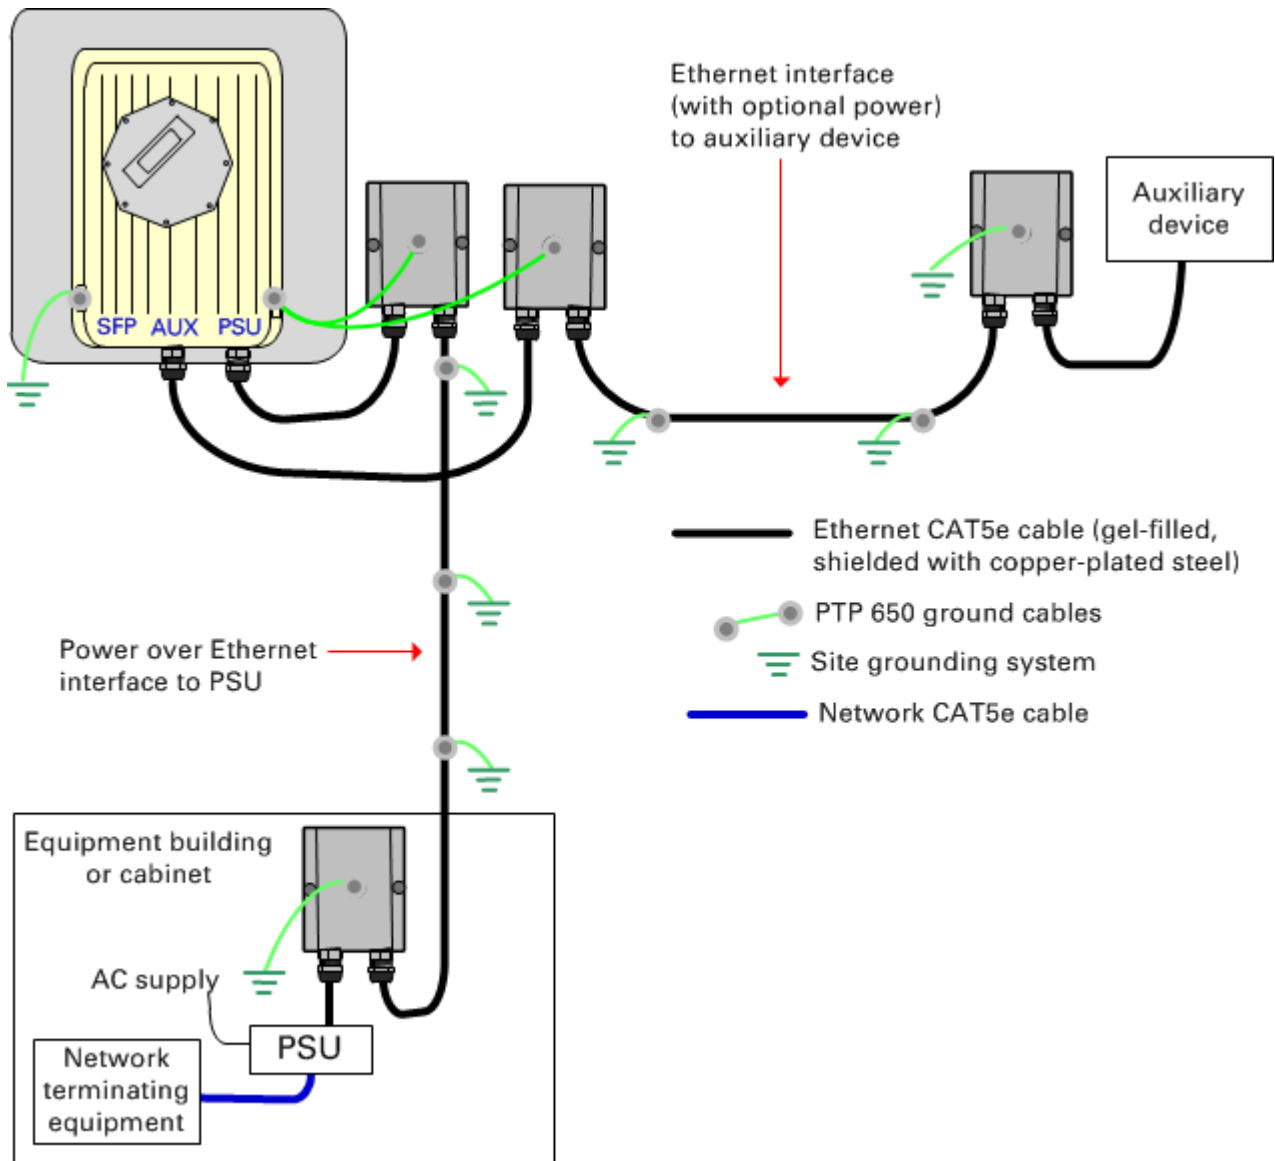 Ethernet interface
(with optional power)
to auxiliary device
Auxiliary
device
SFP AUX PSU
Ethernet CAT5e cable (gel-filled,
shielded with copper-plated steel)
PTP 650 ground cables
Site grounding system
Network CAT5e cable
Power over Ethernet
interface to PSU
Equipment building
or cabinet
AC supply
PSU
Network
terminating
equipment